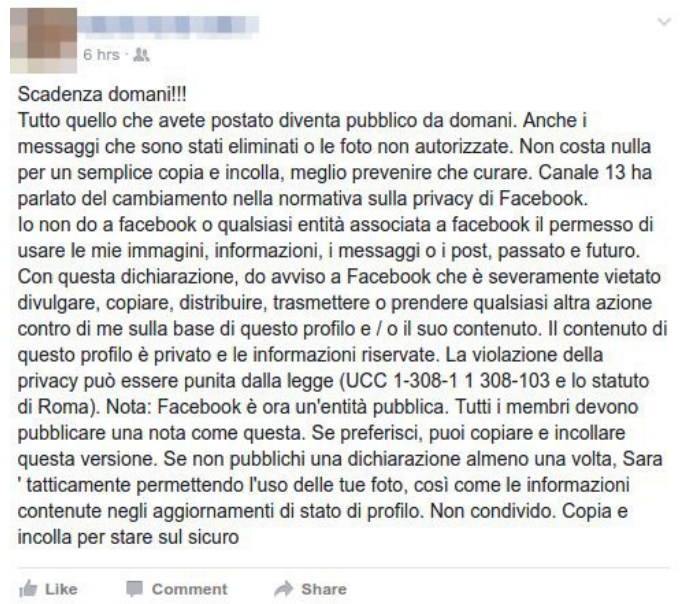 6 hrs ·
Scadenza domani!!!
Tutto quello che avete postato diventa pubblico da domani. Anche i
messaggi che sono stati eliminati o le foto non autorizzate. Non costa nulla
per un semplice copia e incolla, meglio prevenire che curare. Canale 13 ha
parlato del cambiamento nella normativa sulla privacy di Facebook.
Io non do a facebook o qualsiasi entità associata a facebook il permesso di
usare le mie immagini, informazioni, i messaggi o i post, passato e futuro.
Con questa dichiarazione, do avviso a Facebook che è severamente vietato
divulgare, copiare, distribuire, trasmettere o prendere qualsiasi altra azione
contro di me sulla base di questo profilo e / o il suo contenuto. Il contenuto di
questo profilo è privato e le informazioni riservate. La violazione della
privacy può essere punita dalla legge (UCC 1-308-1 1 308-103 e lo statuto
di Roma). Nota: Facebook è ora un'entità pubblica. Tutti i membri devono
pubblicare una nota come questa. Se preferisci, puoi copiare e incollare
questa versione. Se non pubblichi una dichiarazione almeno una volta, Sara
' tatticamente permettendo l'uso delle tue foto, così come le informazioni
contenute negli aggiornamenti di stato di profilo. Non condivido. Copia e
incolla per stare sul sicuro
Like Comment Share